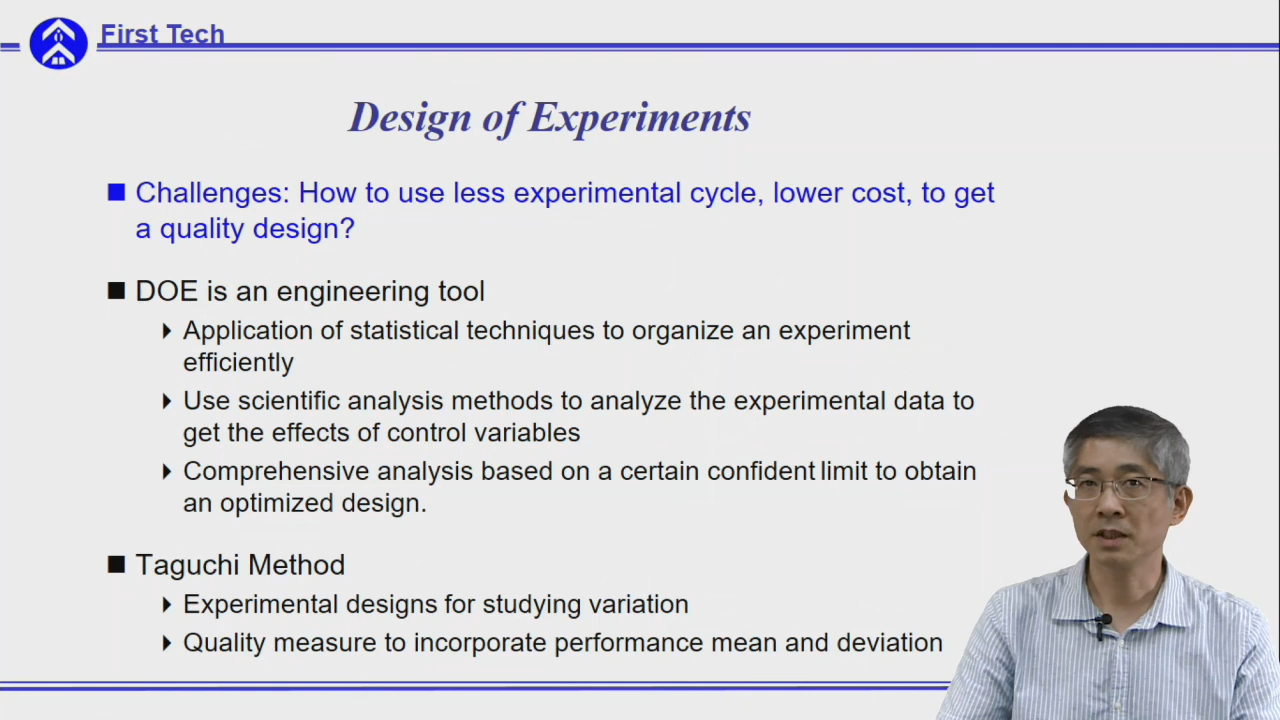 First Tech
Design of Experiments
Challenges: How to use less experimental cycle, lower cost, to get
a quality design?
DOE is an engineering tool
Application of statistical techniques to organize an experiment
efficiently
Use scientific analysis methods to analyze the experimental data to
get the effects of control variables
Comprehensive analysis based on a certain confident limit to obtain
an optimized design.
Taguchi Method
Experimental designs for studying variation
Quality measure to incorporate performance mean and deviation